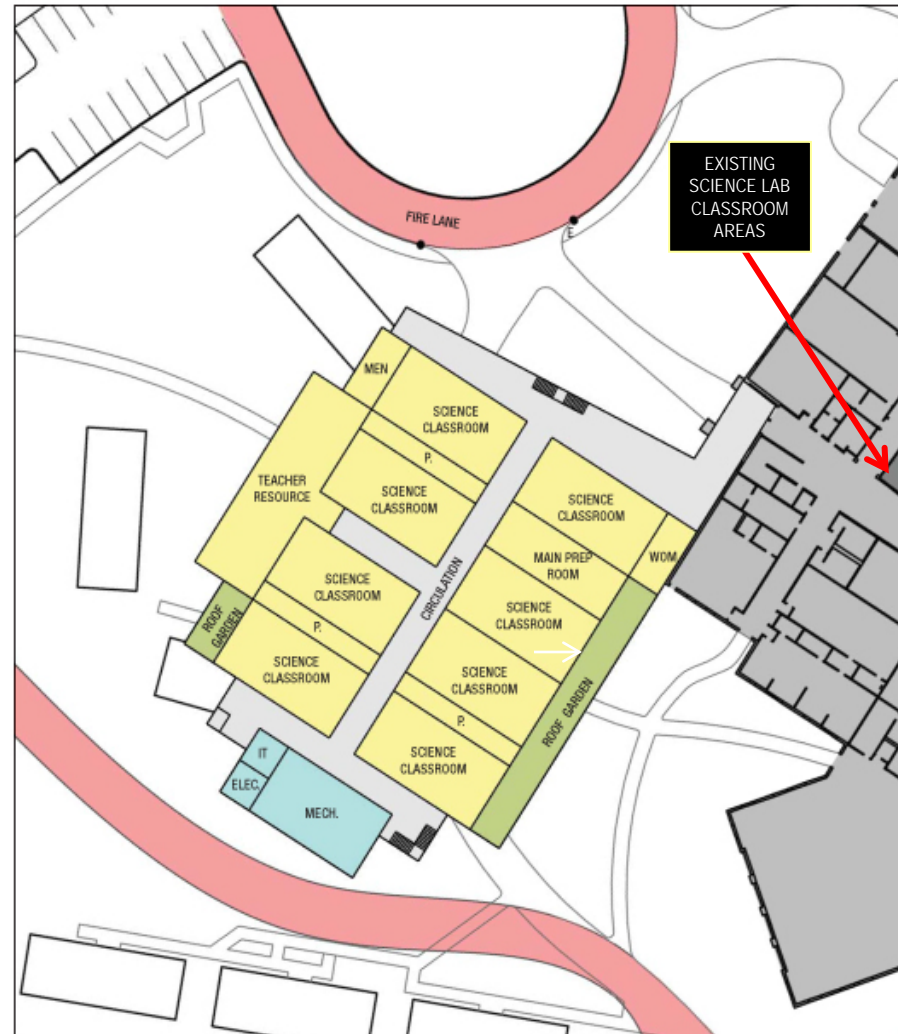 EXISTING
SCIENCE LAB
CLASSROOM
AREAS
FIRE LANE
E
MEN
SCIENCE
CLASSROOM
P.
SCIENCE
CLASSROOM
TEACHER
RESOURCE
SCIENCE
CLASSROOM
WOM
MAIN PREP
ROOM
CIRCULATION
SCIENCE
CLASSROOM
P.
SCIENCE
CLASSROOM
ROOF
GARDEN
SCIENCE
CLASSROOM
SCIENCE
CLASSROOM
P.
SCIENCE
CLASSROOM
ROOF GARDEN
IT
ELEC.
MECH.